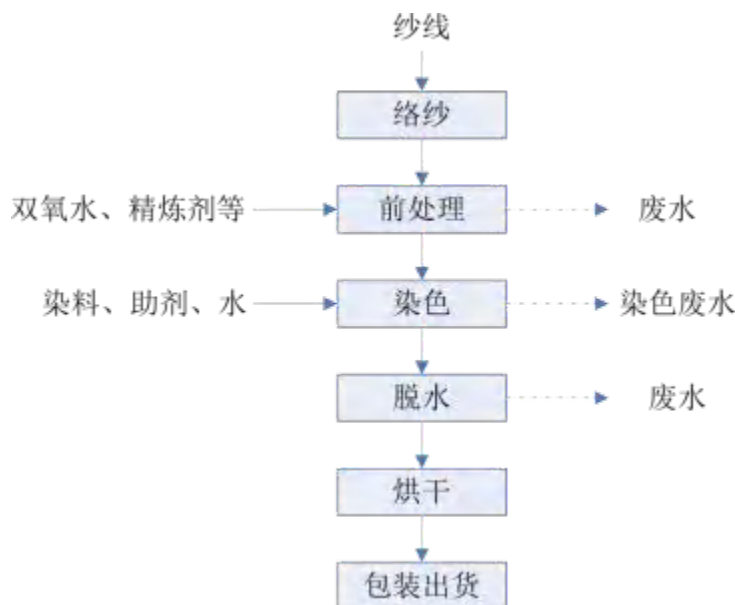 纱线
络纱
双氧水、精炼剂等
前处理
废水
染料、助剂、水
染色
染色废水
脱水
废水
烘干
包装出货